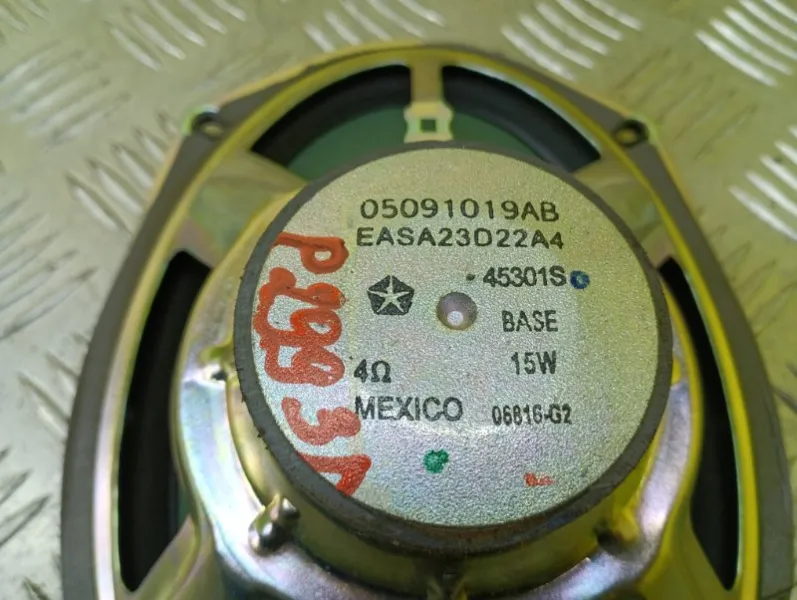 05091019AB
EASA23D22A4
45301S
BASE
4Ω 15W
MEXICO 06816-G2